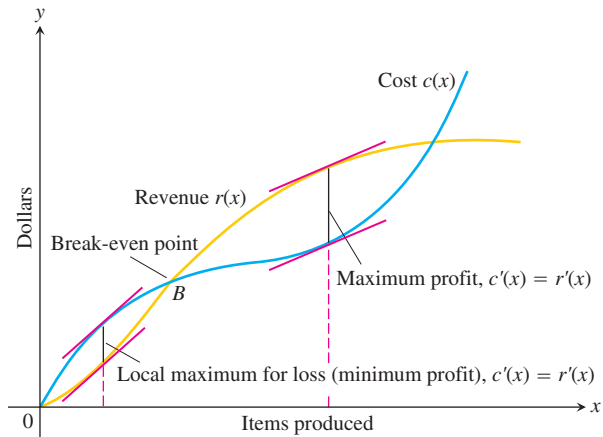 y
Cost c(x)
Revenue r(x)
Dollars
Break-even point
B
Maximum profit, c′(x) = r′(x)
Local maximum for loss (minimum profit), c′(x) = r′(x)
0
Items produced
x